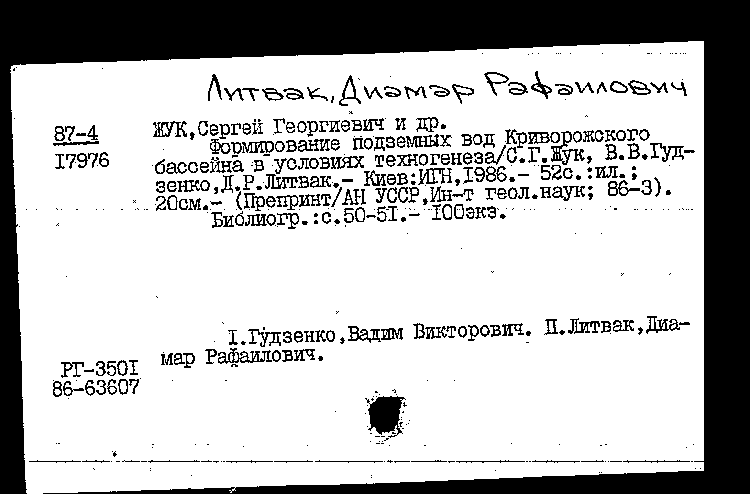 Литвак, Диамар Рафаилович
87-4
I7976
ЖУК,Сергей Георгиевич и др.
Формирование подземных вод Криворожского
бассейна в условиях техногенеза/С.Г.Жук, В.В.Гуд-
зенко,Д.Р.Литвак.- Киев:ИГН,I986.- 52с.:ил.;
20см.- (Препринт/АН УССР,Ин-т геол.наук; 86-3).
Библиогр.:с.50-5I.- I00экз.
I.Гудзенко,Вадим Викторович. П.Литвак,Диа-
мар Рафаилович.
РГ-350I
86-63607